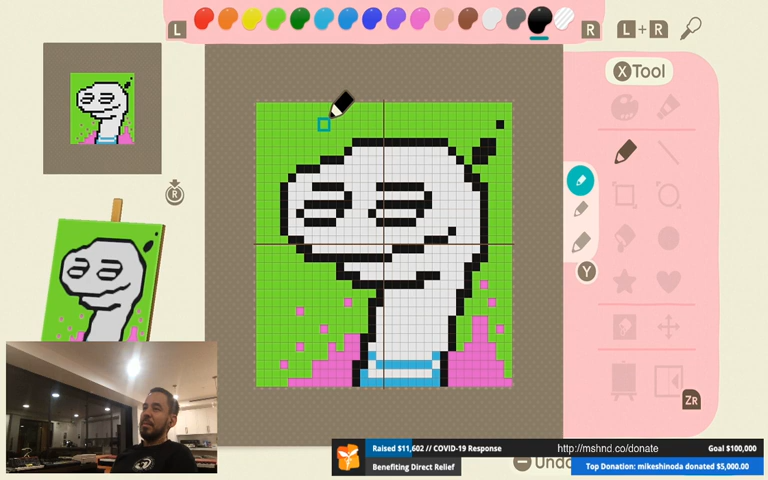 L
R
L + R
X Tool
R
Y
ZR
Raised $11,602 // COVID-19 Response
http://mshnd.co/donate
Goal $100,000
Benefiting Direct Relief
Undo
Top Donation: mikeshinoda donated $5,000.00